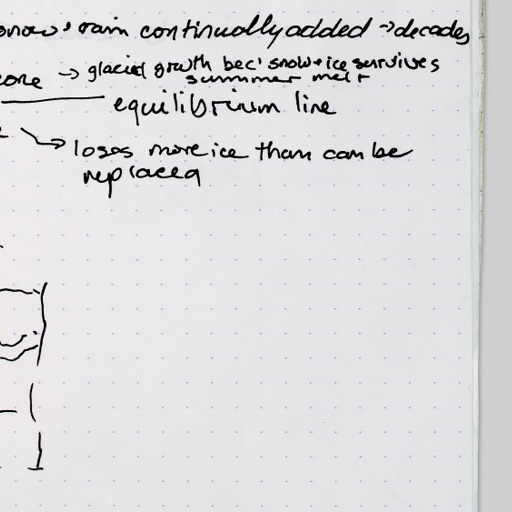 snow + rain continually added → decades
→ glacial growth bec' snow + ice survives
summer melt
equilibrium line
→ loses more ice than can be
replaced